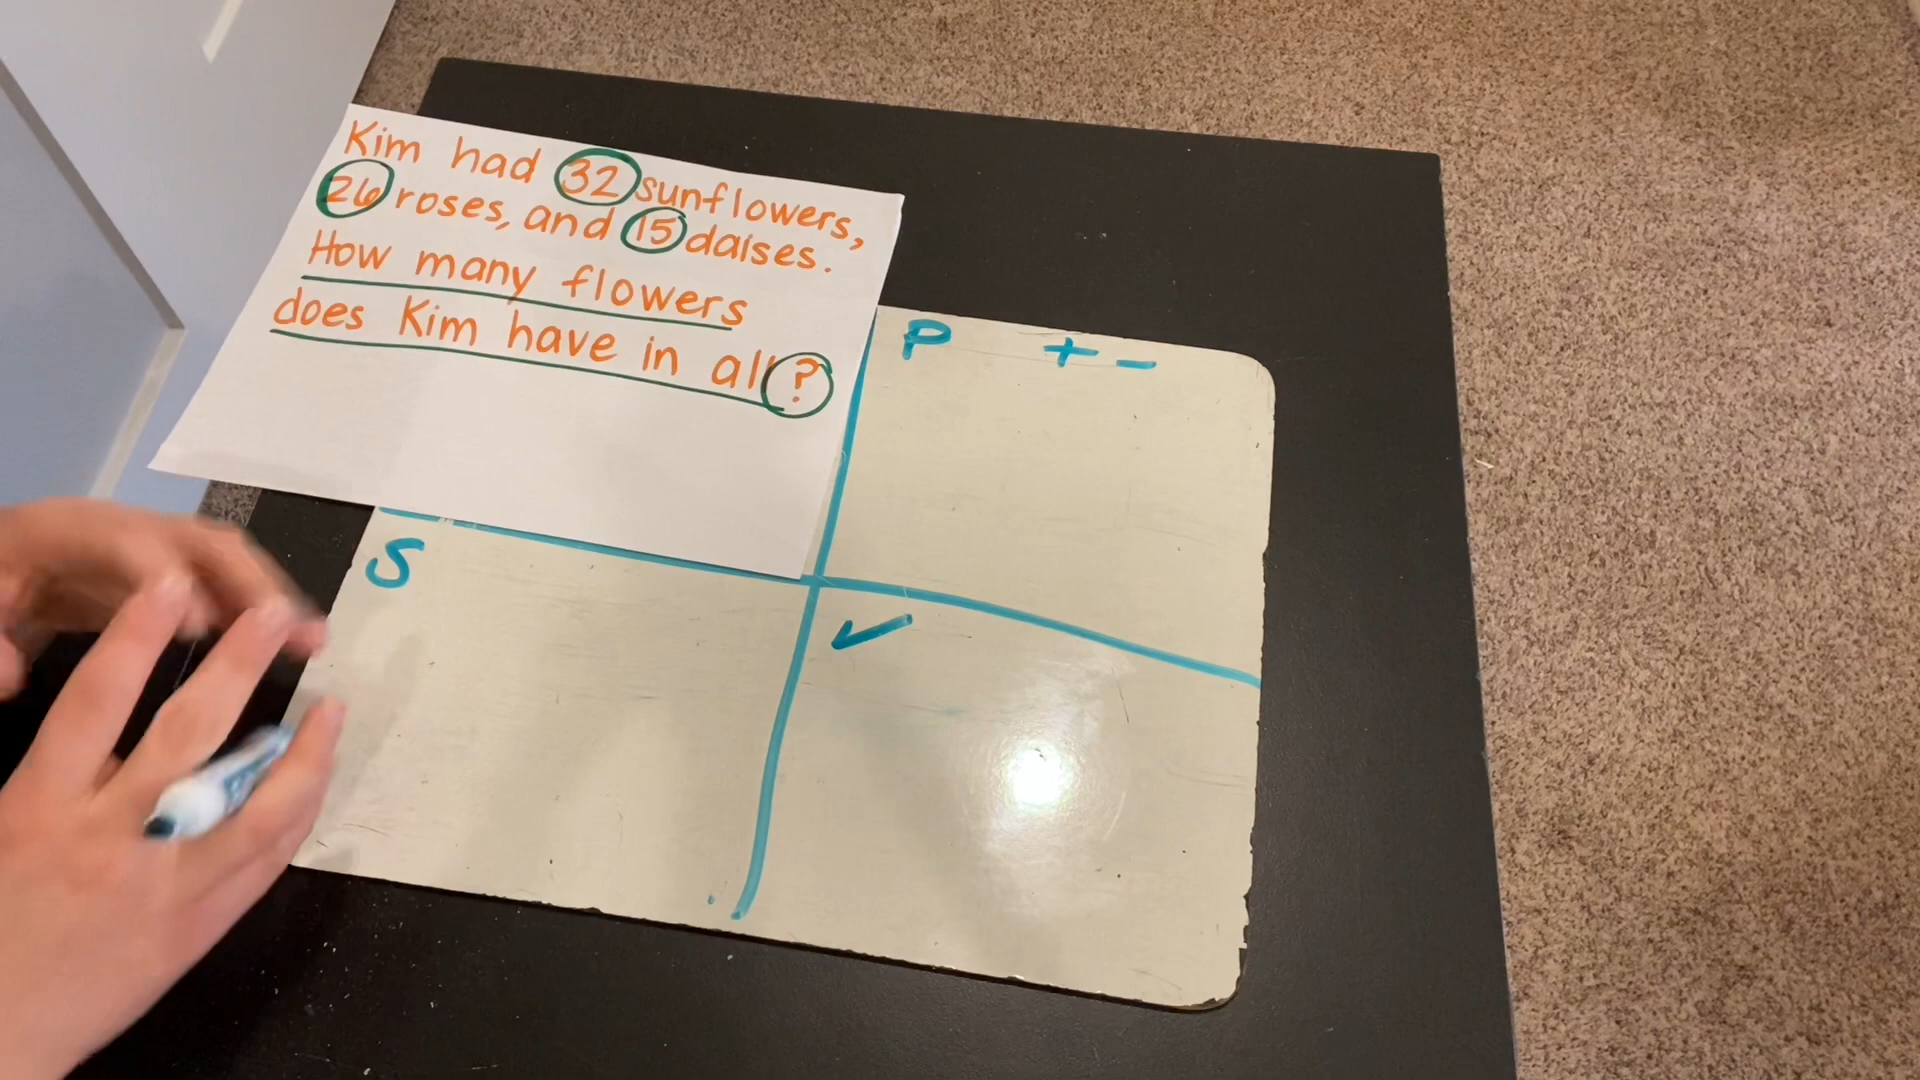 Kim had 32 sunflowers,
26 roses, and 15 daises.
How many flowers
does Kim have in all?
P + -
S
✓